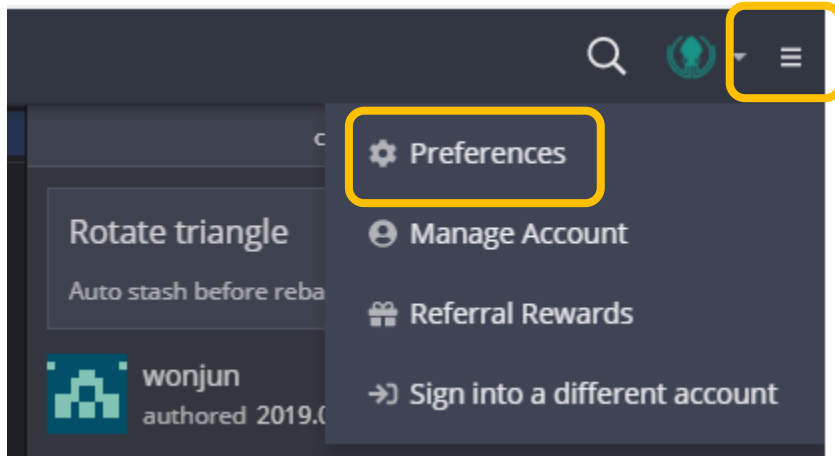 Preferences
Rotate triangle
Manage Account
Auto stash before reba
Referral Rewards
wonjun
authored 2019.0
Sign into a different account